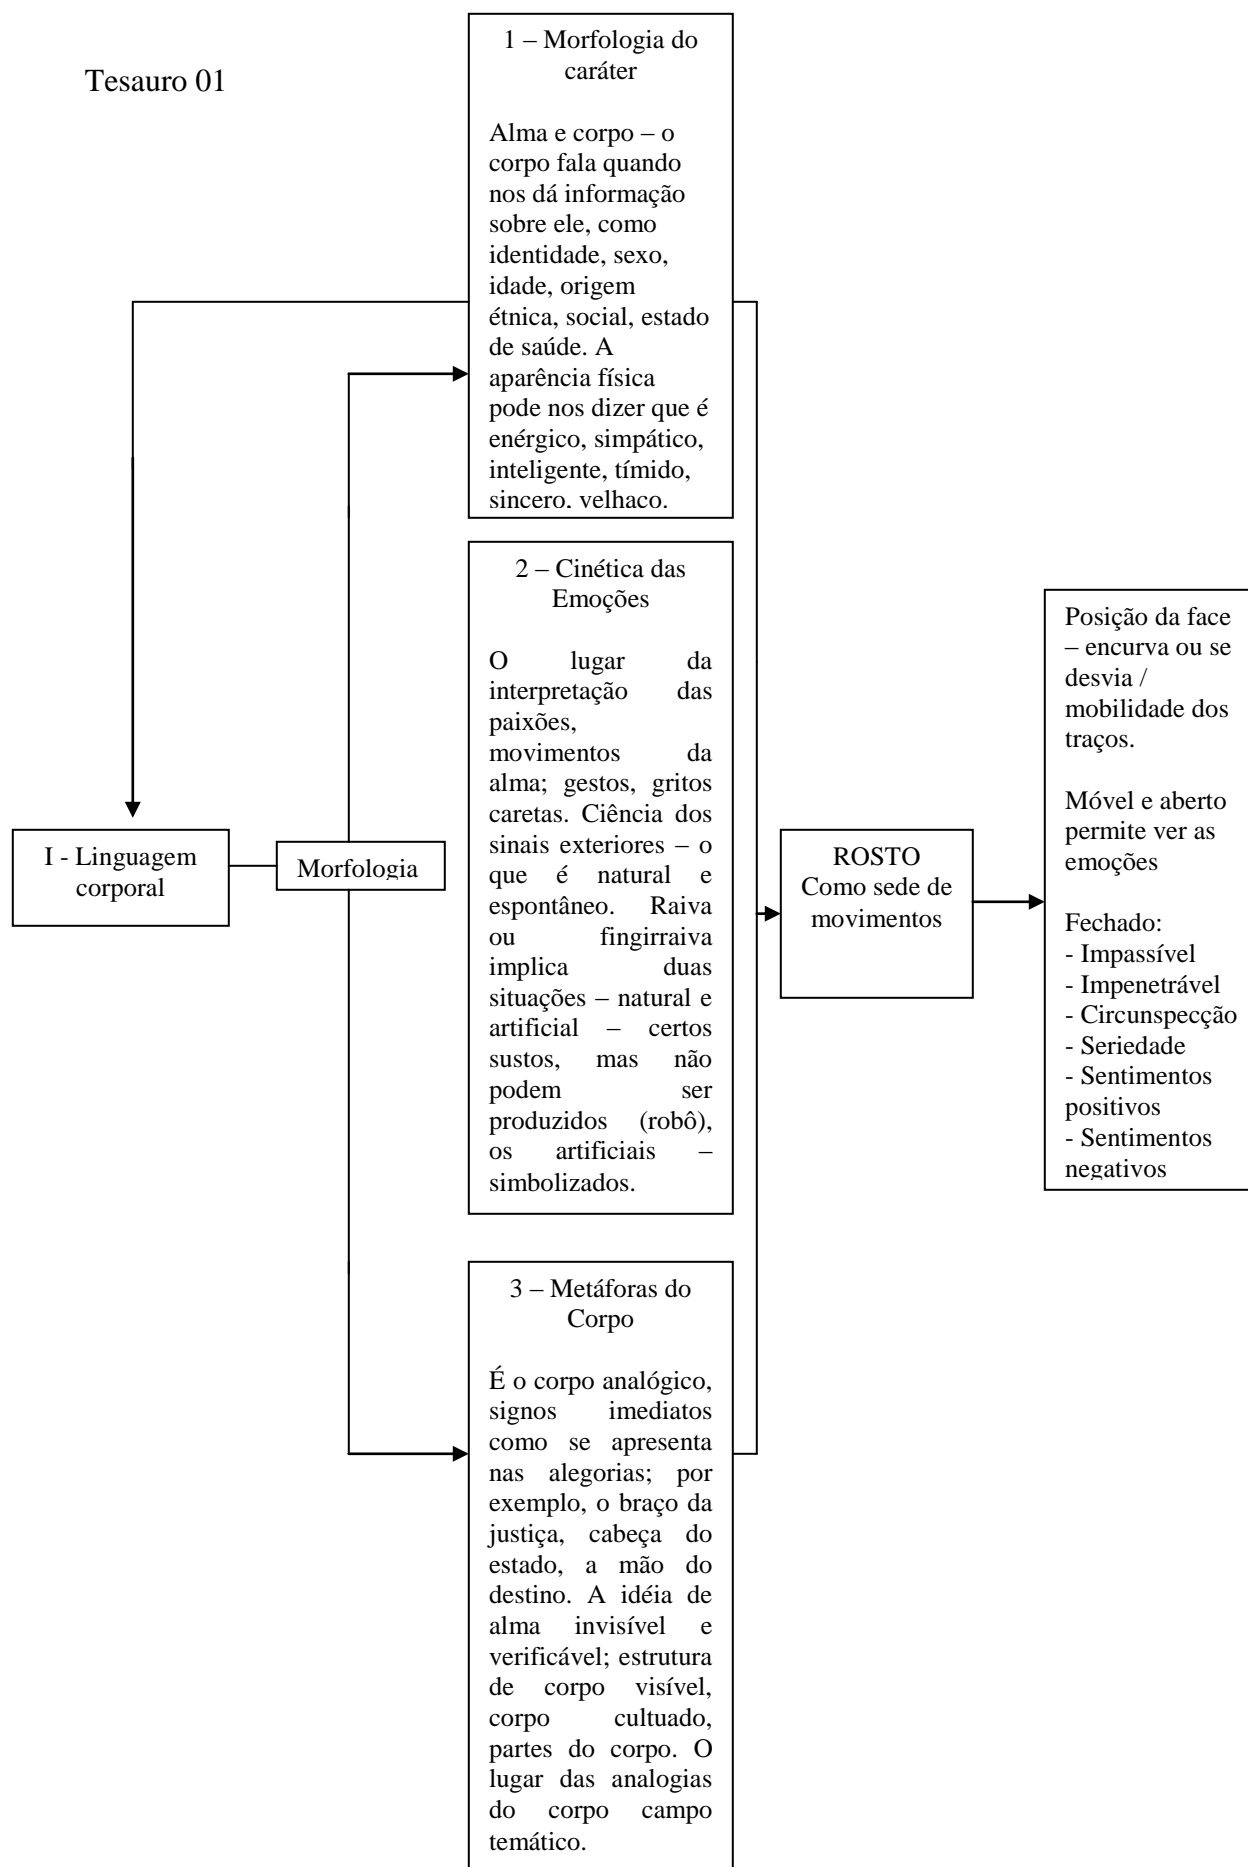 Tesauro 01
1 – Morfologia do
caráter
Alma e corpo – o
corpo fala quando
nos dá informação
sobre ele, como
identidade, sexo,
idade, origem
étnica, social, estado
de saúde. A
aparência física
pode nos dizer que é
enérgico, simpático,
inteligente, tímido,
sincero, velhaco.
2 – Cinética das
Emoções
O lugar da
interpretação das
paixões,
movimentos da
alma; gestos, gritos
caretas. Ciência dos
sinais exteriores – o
que é natural e
espontâneo. Raiva
ou fingirraiva
implica duas
situações – natural e
artificial – certos
sustos, mas não
podem ser
produzidos (robô),
os artificiais –
simbolizados.
3 – Metáforas do
Corpo
É o corpo analógico,
signos imediatos
como se apresenta
nas alegorias; por
exemplo, o braço da
justiça, cabeça do
estado, a mão do
destino. A idéia de
alma invisível e
verificável; estrutura
de corpo visível,
corpo cultuado,
partes do corpo. O
lugar das analogias
do corpo campo
temático.
I - Linguagem
corporal
Morfologia
ROSTO
Como sede de
movimentos
Posição da face
– encurva ou se
desvia /
mobilidade dos
traços.
Móvel e aberto
permite ver as
emoções
Fechado:
- Impassível
- Impenetrável
- Circunspecção
- Seriedade
- Sentimentos
positivos
- Sentimentos
negativos